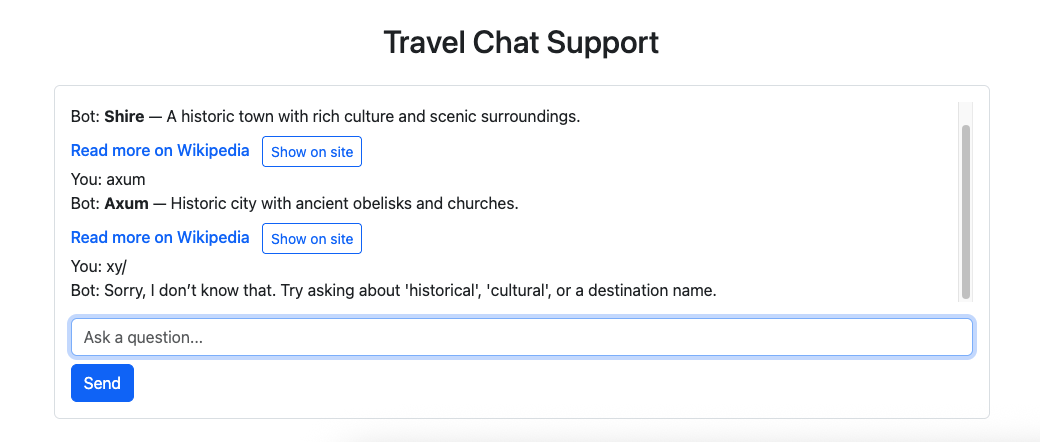 Travel Chat Support
Bot: Shire — A historic town with rich culture and scenic surroundings.
Read more on Wikipedia Show on site
You: axum
Bot: Axum — Historic city with ancient obelisks and churches.
Read more on Wikipedia Show on site
You: xy/
Bot: Sorry, I don’t know that. Try asking about 'historical', 'cultural', or a destination name.
Ask a question...
Send